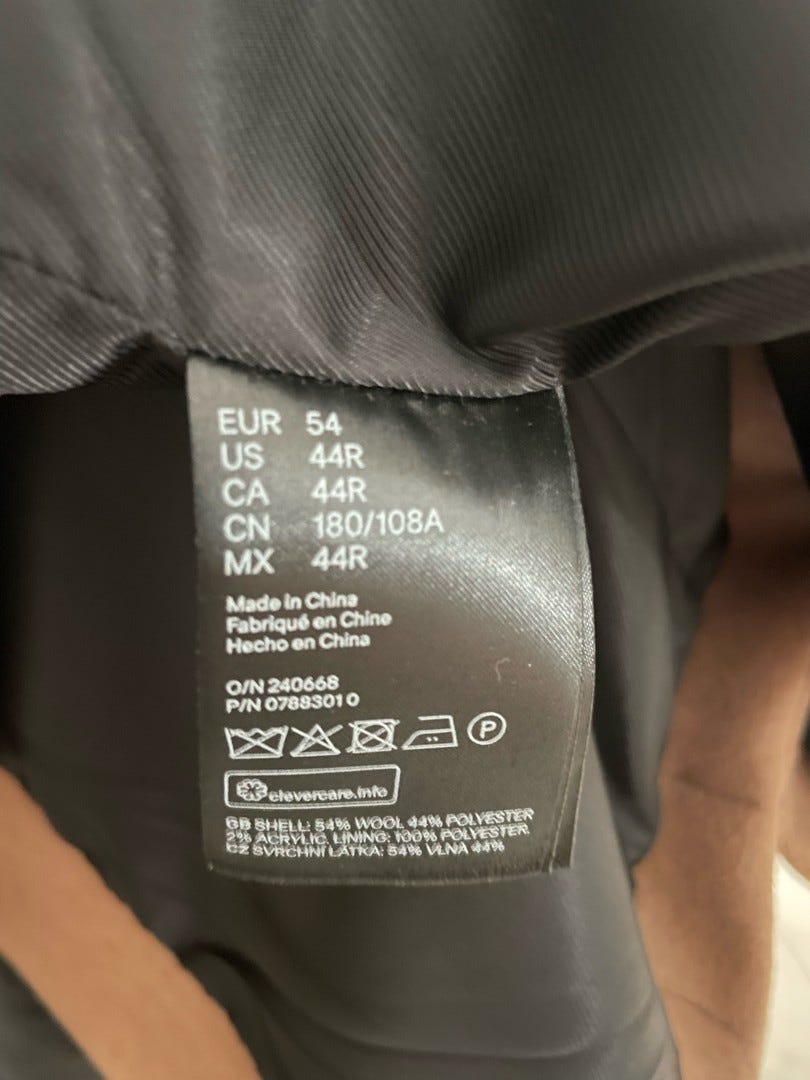 EUR 54
US 44R
CA 44R
CN 180/108A
MX 44R
Made in China
Fabriqué en Chine
Hecho en China
O/N 240668
P/N 0788301 0
P
clevercare.info
GB SHELL: 54% WOOL 44% POLYESTER
2% ACRYLIC. LINING: 100% POLYESTER.
CZ SVRCHNÍ LÁTKA: 54% VLNA 44%